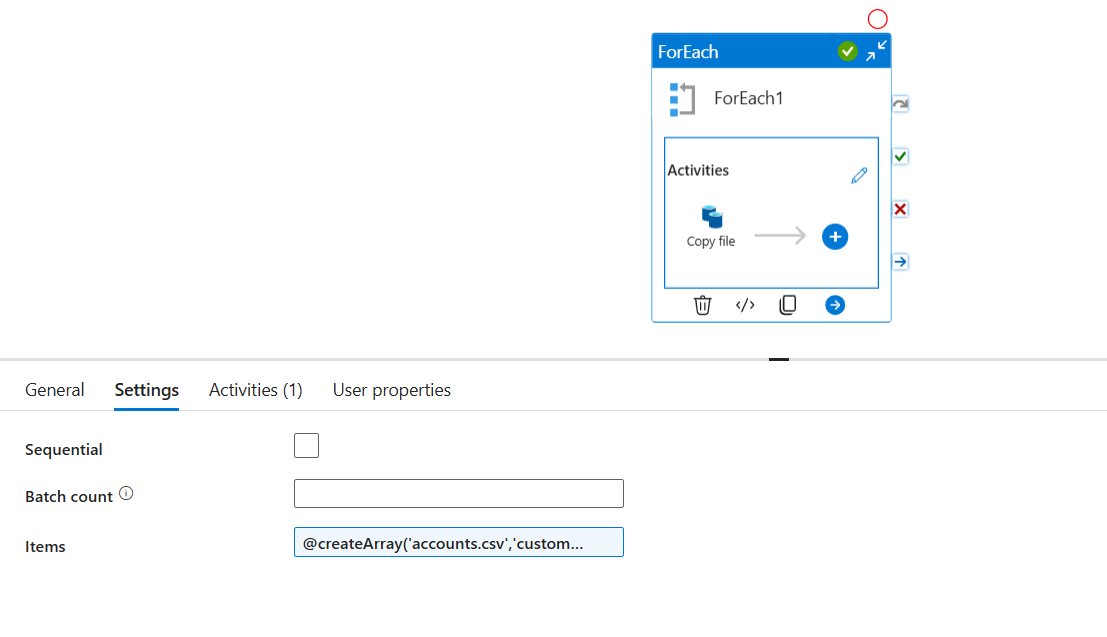 ForEach
ForEach1
Activities
Copy file
General Settings Activities (1) User properties
Sequential
Batch count
Items @createArray('accounts.csv','custom...